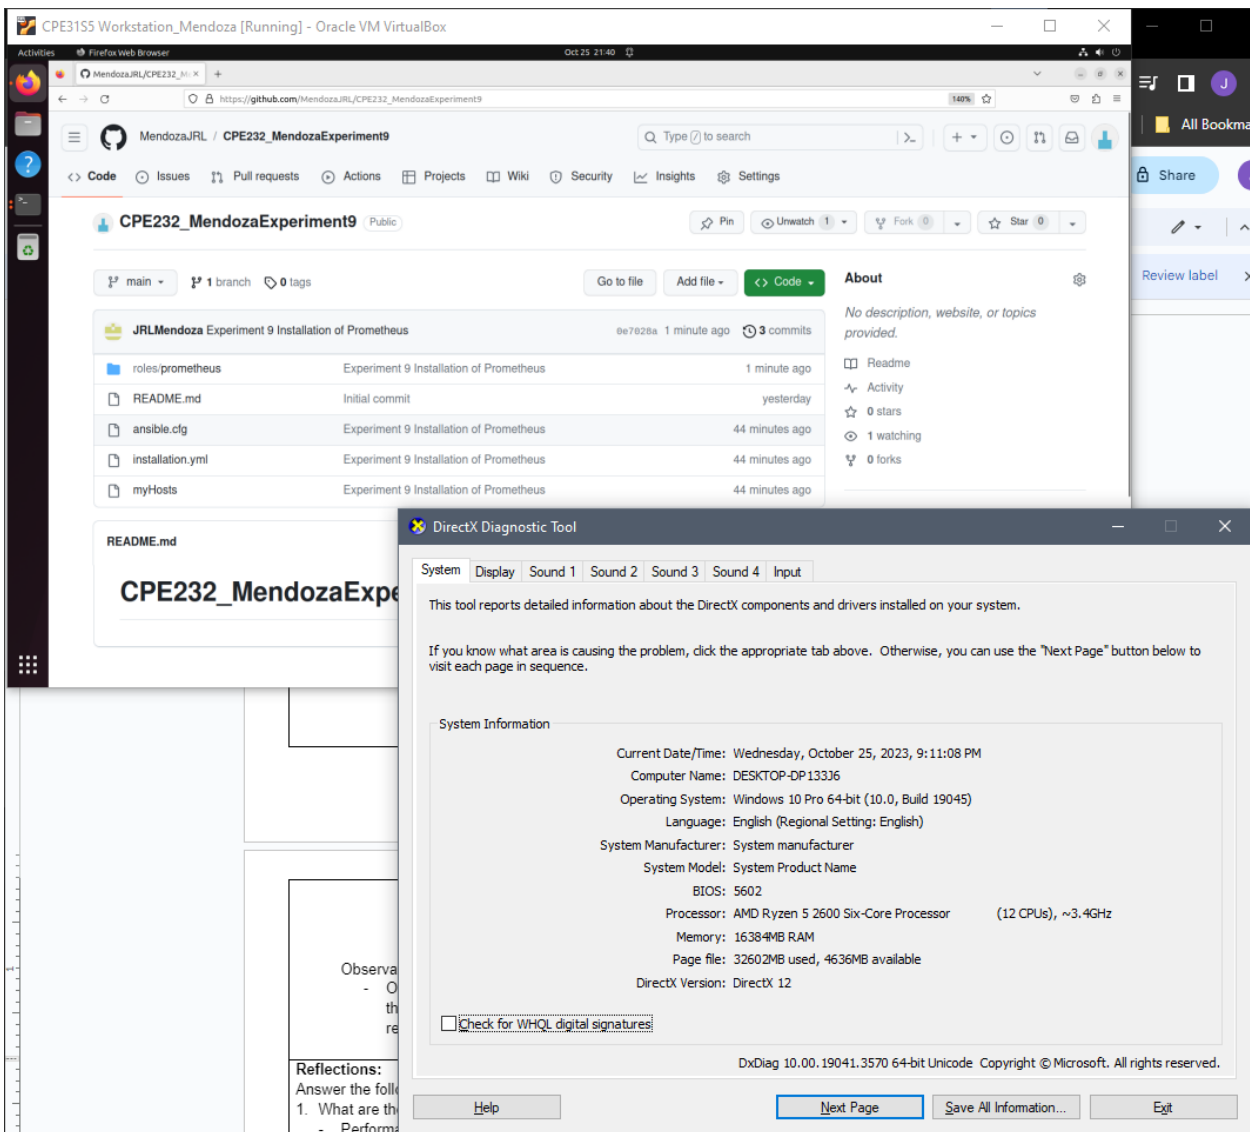 CPE31S5 Workstation_Mendoza [Running] - Oracle VM VirtualBox
Activities Firefox Web Browser Oct 25 21:40
MendozaJRL/CPE232_M
https://github.com/MendozaJRL/CPE232_MendozaExperiment9 140%
All Bookma
MendozaJRL / CPE232_MendozaExperiment9 Type / to search
Code Issues Pull requests Actions Projects Wiki Security Insights Settings
Share
CPE232_MendozaExperiment9 Public Pin Unwatch 1 Fork 0 Star 0
Review label
main 1 branch 0 tags Go to file Add file Code
About
No description, website, or topics
provided.
JRLMendoza Experiment 9 Installation of Prometheus 0e7028a 1 minute ago 3 commits
roles/prometheus Experiment 9 Installation of Prometheus 1 minute ago
README.md Initial commit yesterday
ansible.cfg Experiment 9 Installation of Prometheus 44 minutes ago
installation.yml Experiment 9 Installation of Prometheus 44 minutes ago
myHosts Experiment 9 Installation of Prometheus 44 minutes ago
Readme
Activity
0 stars
1 watching
0 forks
README.md
CPE232_MendozaExpe
DirectX Diagnostic Tool
System Display Sound 1 Sound 2 Sound 3 Sound 4 Input
This tool reports detailed information about the DirectX components and drivers installed on your system.
If you know what area is causing the problem, click the appropriate tab above. Otherwise, you can use the "Next Page" button below to
visit each page in sequence.
System Information
Current Date/Time: Wednesday, October 25, 2023, 9:11:08 PM
Computer Name: DESKTOP-DP133J6
Operating System: Windows 10 Pro 64-bit (10.0, Build 19045)
Language: English (Regional Setting: English)
System Manufacturer: System manufacturer
System Model: System Product Name
BIOS: 5602
Processor: AMD Ryzen 5 2600 Six-Core Processor (12 CPUs), ~3.4GHz
Memory: 16384MB RAM
Page file: 32602MB used, 4636MB available
DirectX Version: DirectX 12
Check for WHQL digital signatures
DxDiag 10.00.19041.3570 64-bit Unicode Copyright © Microsoft. All rights reserved.
Help Next Page Save All Information... Exit
Observa
- O
th
re
Reflections:
Answer the foll
1. What are th
- Performa